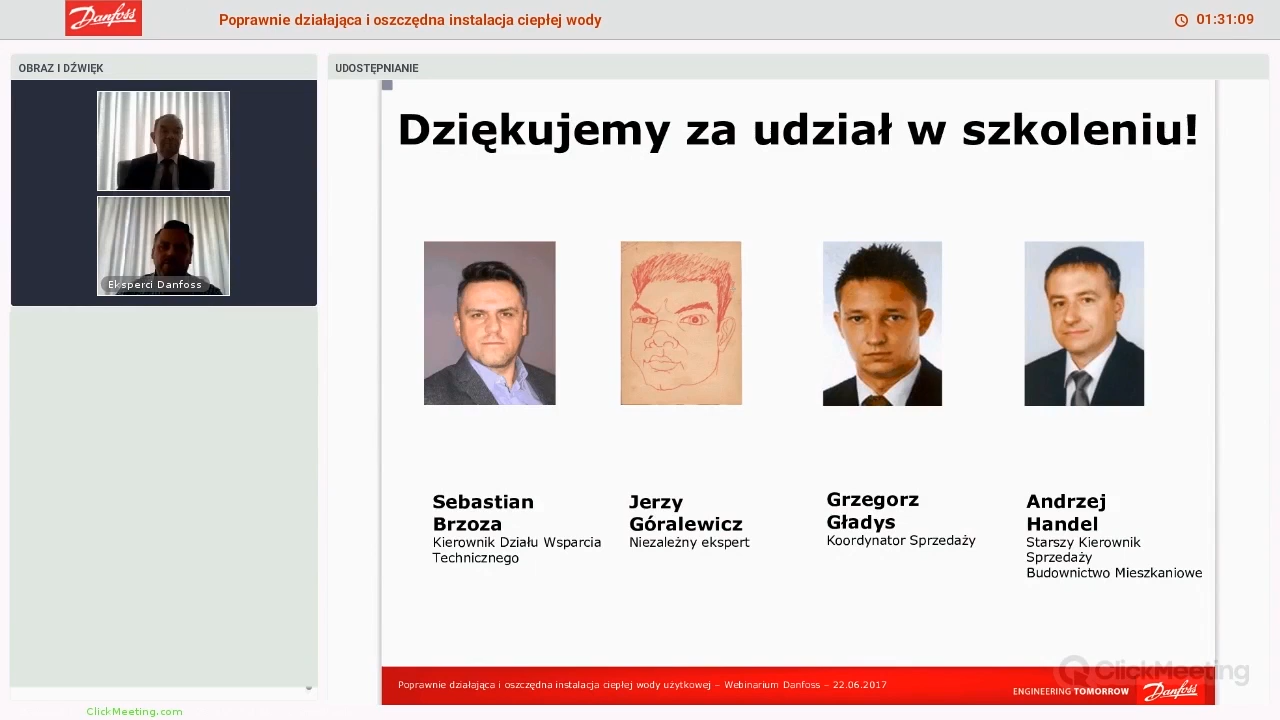 Danfoss
Poprawnie działająca i oszczędna instalacja ciepłej wody
01:31:09
OBRAZ I DŹWIĘK
UDOSTĘPNIANIE
Eksperci Danfoss
Dziękujemy za udział w szkoleniu!
Sebastian
Brzoza
Kierownik Działu Wsparcia
Technicznego
Jerzy
Góralewicz
Niezależny ekspert
Grzegorz
Gładys
Koordynator Sprzedaży
Andrzej
Handel
Starszy Kierownik
Sprzedaży
Budownictwo Mieszkaniowe
Poprawnie działająca i oszczędna instalacja ciepłej wody użytkowej – Webinarium Danfoss – 22.06.2017
ENGINEERING TOMORROW
Danfoss
ClickMeeting
ClickMeeting.com